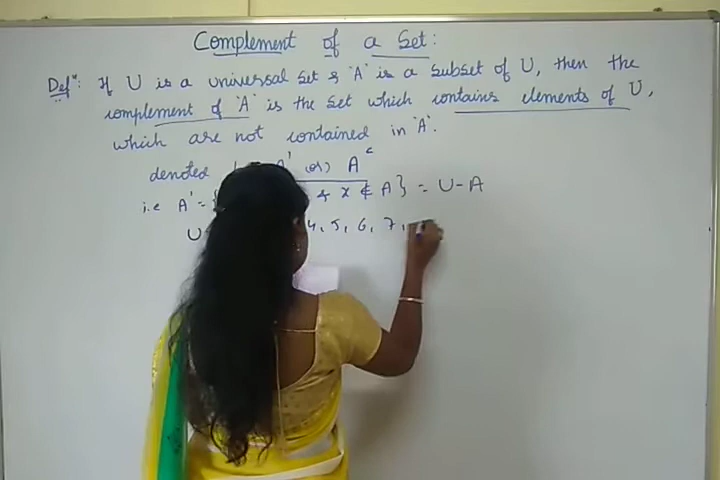 Complement of a Set:
Defⁿ: If U is a universal set & 'A' is a subset of U, then the
complement of 'A' is the set which contains elements of U,
which are not contained in 'A'.
denoted A' (or) Aᶜ
i.e A' = { & x ∉ A} = U - A
U 4, 5, 6, 7,